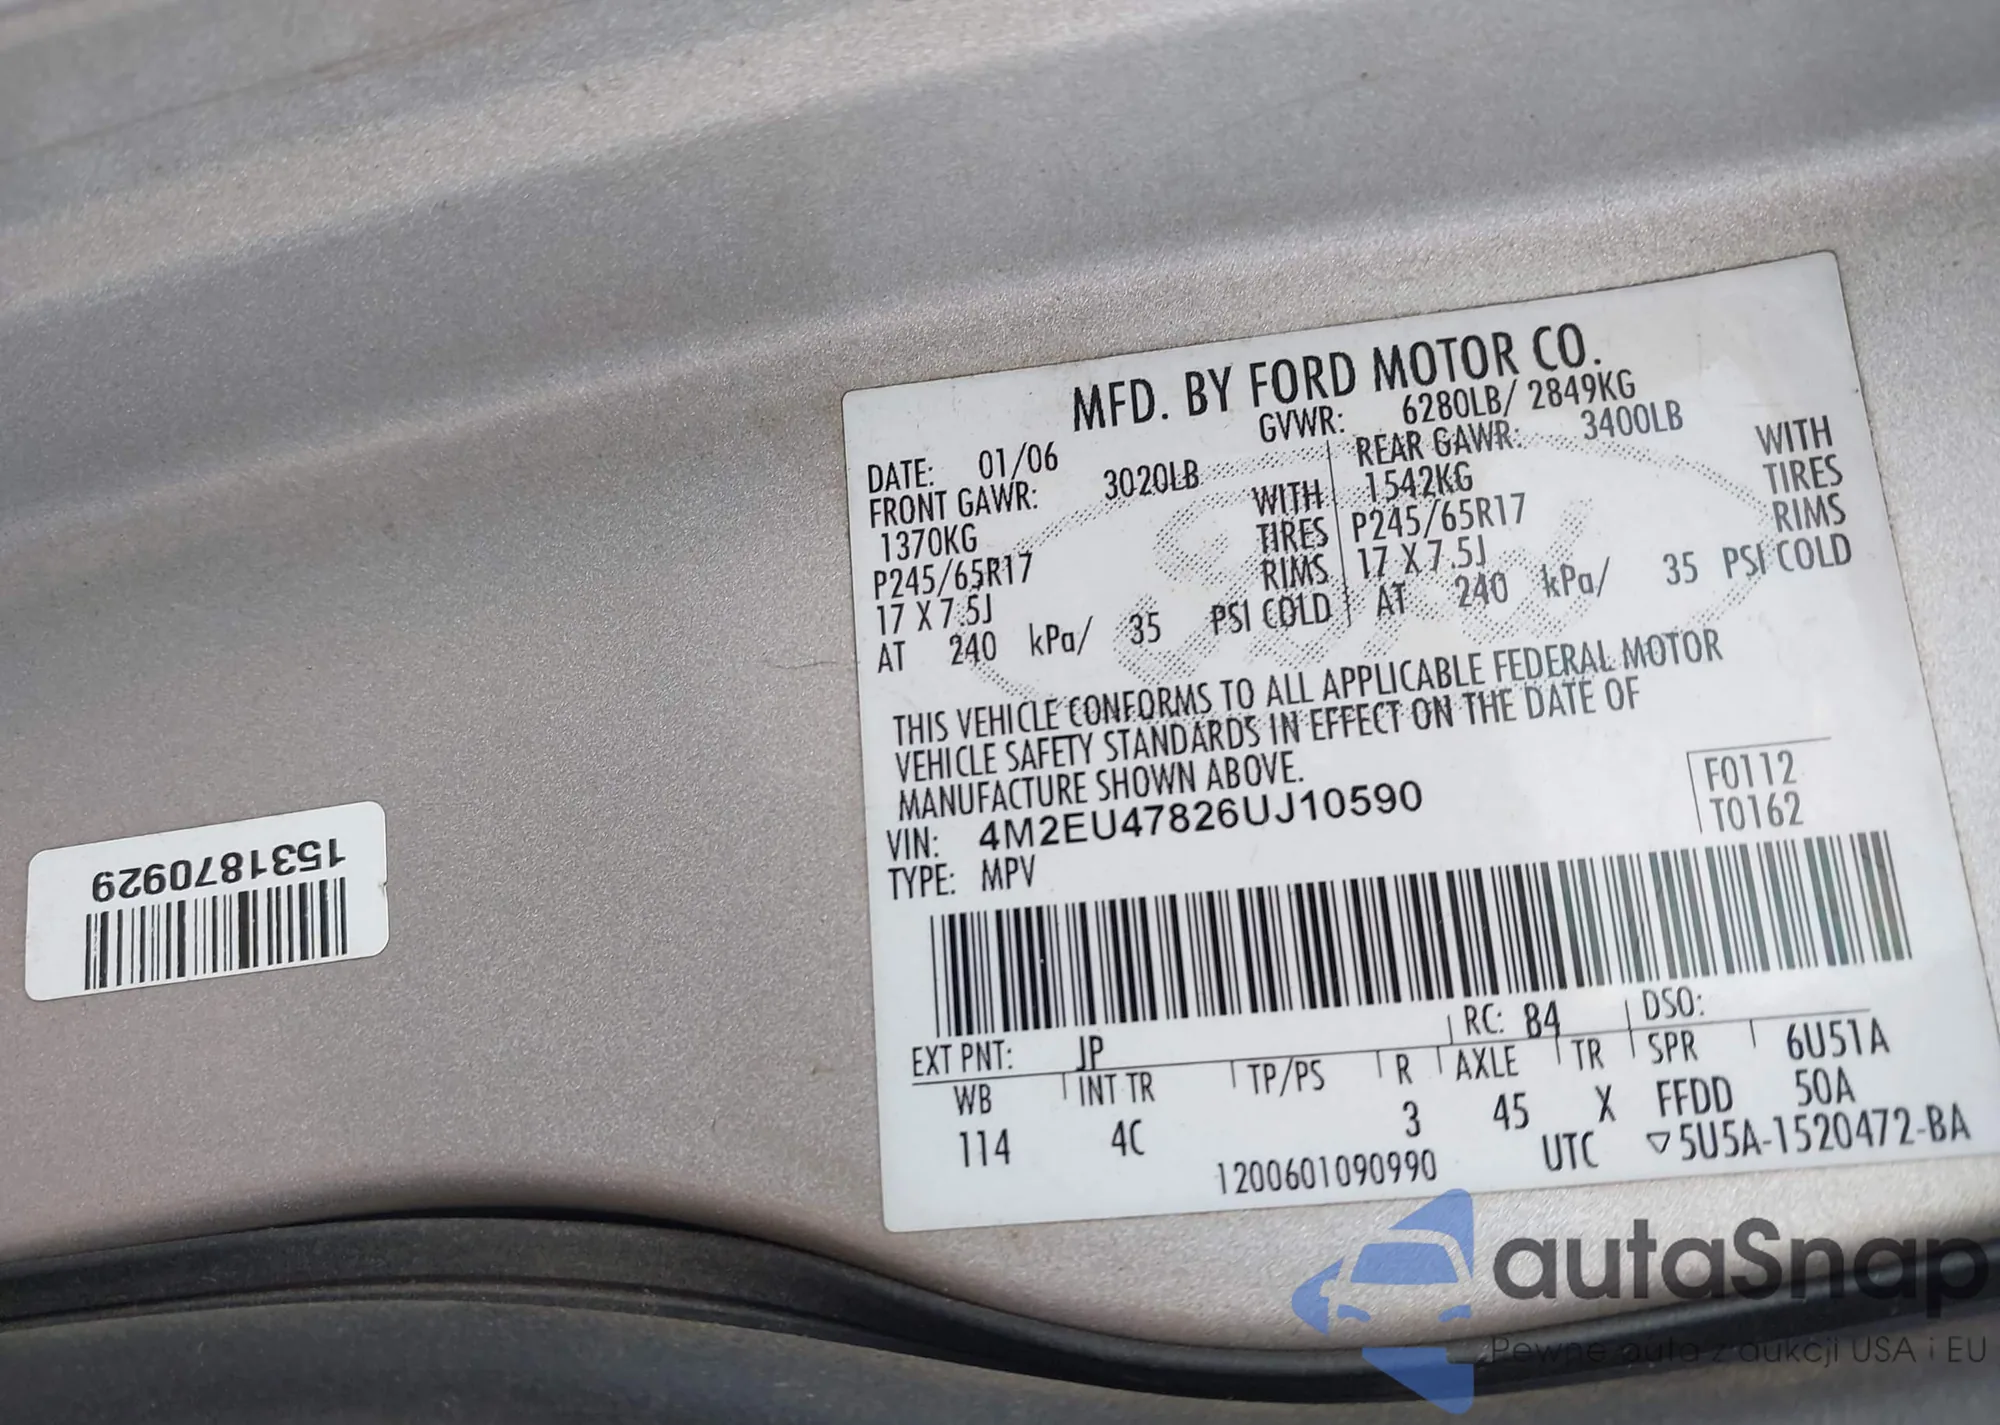 MFD. BY FORD MOTOR CO.
DATE: 01/06 GVWR: 6280LB/ 2849KG
FRONT GAWR: 3020LB REAR GAWR: 3400LB
1370KG WITH 1542KG WITH
P245/65R17 TIRES P245/65R17 TIRES
17 X 7.5J RIMS 17 X 7.5J RIMS
AT 240 kPa/ 35 PSI COLD AT 240 kPa/ 35 PSI COLD
THIS VEHICLE CONFORMS TO ALL APPLICABLE FEDERAL MOTOR
VEHICLE SAFETY STANDARDS IN EFFECT ON THE DATE OF
MANUFACTURE SHOWN ABOVE.
F0112
VIN: 4M2EU47826UJ10590
T0162
TYPE: MPV
EXT PNT: JP RC: 84 DSO:
WB INT TR TP/PS R AXLE TR SPR 6U51A
114 4C 3 45 X FFDD 50A
1200601090990 UTC ▽5U5A-1520472-BA
1531870929
autaSnap
Pewne auta z aukcji USA i EU